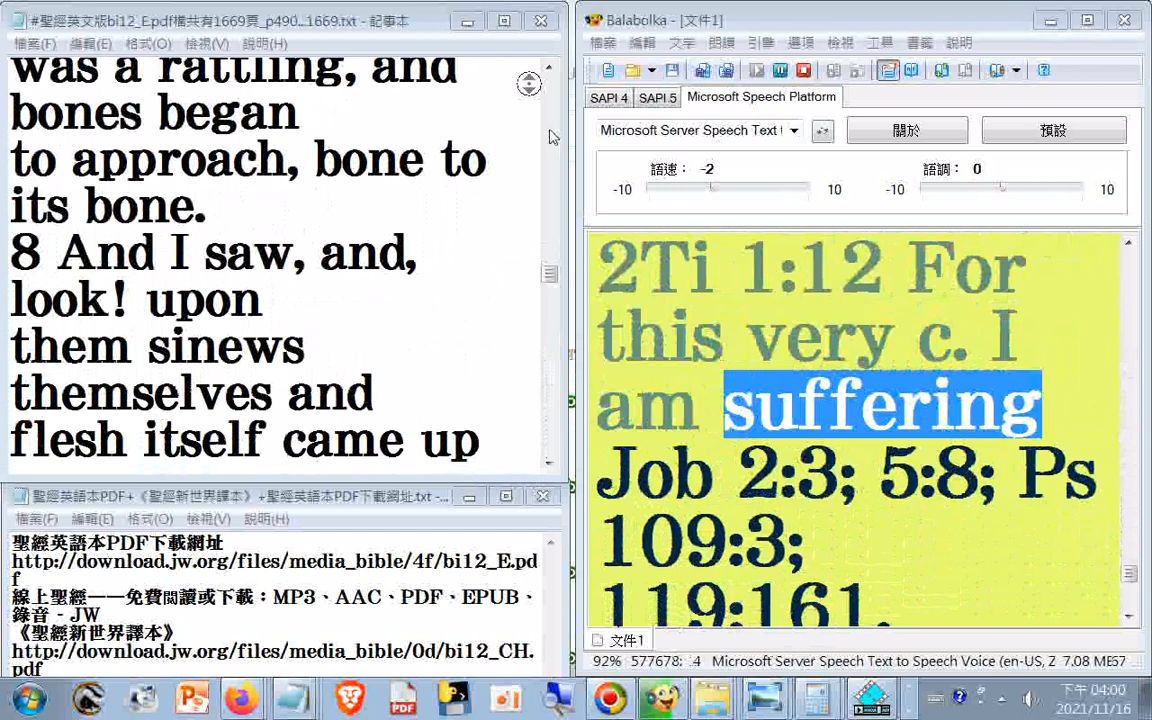 #聖經英文版bi12_E.pdf檔共有1669頁_p490...1669.txt - 記事本
檔案(F) 編輯(E) 格式(O) 檢視(V) 說明(H)
was a rattling, and
bones began
to approach, bone to
its bone.
8 And I saw, and,
look! upon
them sinews
themselves and
flesh itself came up
聖經英語本PDF+《聖經新世界譯本》+聖經英語本PDF下載網址.txt -...
檔案(F) 編輯(E) 格式(O) 檢視(V) 說明(H)
聖經英語本PDF下載網址
http://download.jw.org/files/media_bible/4f/bi12_E.pd
f
線上聖經——免費閱讀或下載：MP3、AAC、PDF、EPUB、
錄音 - JW
《聖經新世界譯本》
http://download.jw.org/files/media_bible/0d/bi12_CH.
pdf
Balabolka - [文件1]
檔案 編輯 文字 朗讀 引擎 選項 檢視 工具 書籤 說明
SAPI 4 SAPI 5 Microsoft Speech Platform
Microsoft Server Speech Text 關於 預設
語速： -2 語調： 0
-10 10 -10 10
2Ti 1:12 For
this very c. I
am suffering
Job 2:3; 5:8; Ps
109:3;
119:161.
文件1
92% 577678: .4 Microsoft Server Speech Text to Speech Voice (en-US, Z 7.08 ME57
PDF
下午 04:00
2021/11/16